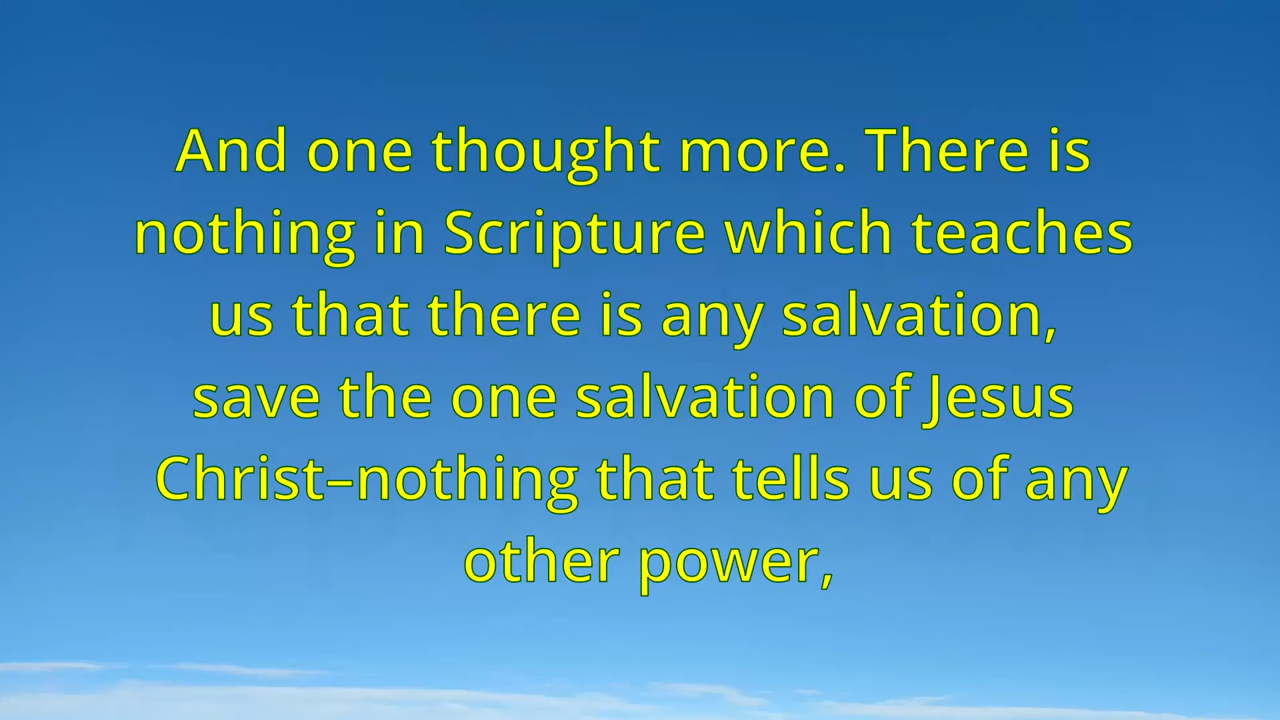 And one thought more. There is
nothing in Scripture which teaches
us that there is any salvation,
save the one salvation of Jesus
Christ–nothing that tells us of any
other power,